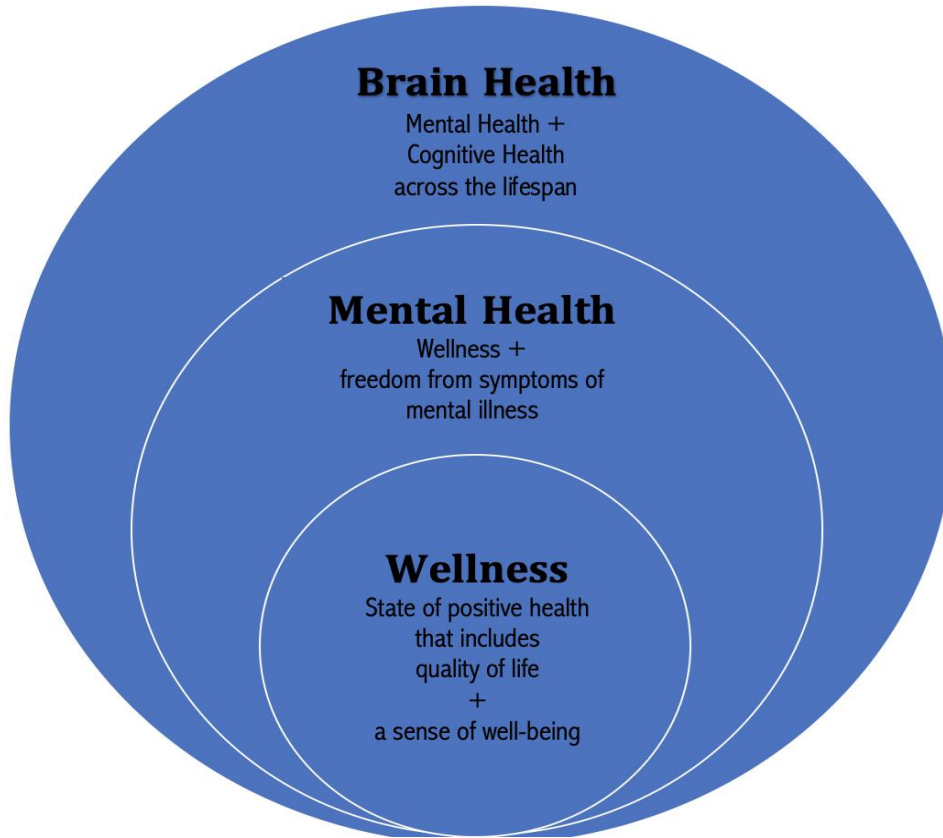 Brain Health
Mental Health +
Cognitive Health
across the lifespan
Mental Health
Wellness +
freedom from symptoms of
mental illness
Wellness
State of positive health
that includes
quality of life
+
a sense of well-being